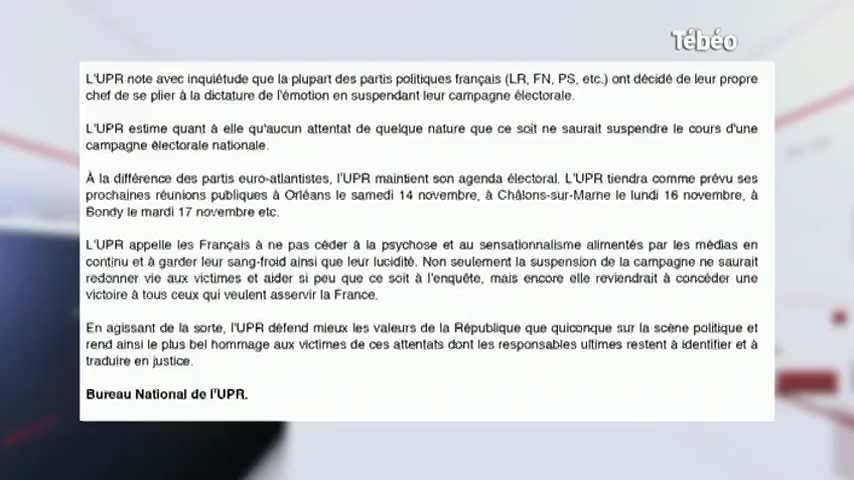 Tébéo
L'UPR note avec inquiétude que la plupart des partis politiques français (LR, FN, PS, etc.) ont décidé de leur propre
chef de se plier à la dictature de l'émotion en suspendant leur campagne électorale.
L'UPR estime quant à elle qu'aucun attentat de quelque nature que ce soit ne saurait suspendre le cours d'une
campagne électorale nationale.
À la différence des partis euro-atlantistes, l'UPR maintient son agenda électoral. L'UPR tiendra comme prévu ses
prochaines réunions publiques à Orléans le samedi 14 novembre, à Châlons-sur-Marne le lundi 16 novembre, à
Bondy le mardi 17 novembre etc.
L'UPR appelle les Français à ne pas céder à la psychose et au sensationnalisme alimentés par les médias en
continu et à garder leur sang-froid ainsi que leur lucidité. Non seulement la suspension de la campagne ne saurait
redonner vie aux victimes et aider si peu que ce soit à l'enquête, mais encore elle reviendrait à concéder une
victoire à tous ceux qui veulent asservir la France.
En agissant de la sorte, l'UPR défend mieux les valeurs de la République que quiconque sur la scène politique et
rend ainsi le plus bel hommage aux victimes de ces attentats dont les responsables ultimes restent à identifier et à
traduire en justice.
Bureau National de l'UPR.